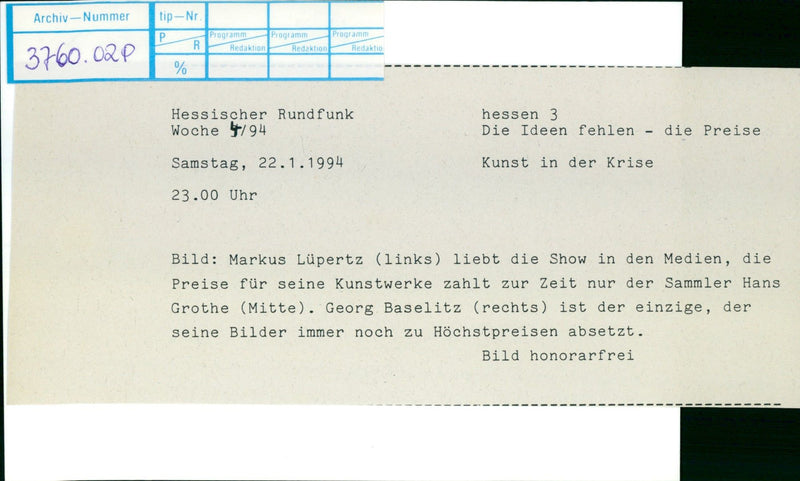 Archiv—Nummer
tip—Nr.
3760.02P
P
R
%
Programm
Redaktion
Programm
Redaktion
Programm
Redaktio
Hessischer Rundfunk
hessen 3
Woche 4/94
Die Ideen fehlen - die Preise
Samstag, 22.1.1994
Kunst in der Krise
23.00 Uhr
Bild: Markus Lüpertz (links) liebt die Show in den Medien, die
Preise für seine Kunstwerke zahlt zur Zeit nur der Sammler Hans
Grothe (Mitte). Georg Baselitz (rechts) ist der einzige, der
seine Bilder immer noch zu Höchstpreisen absetzt.
Bild honorarfrei